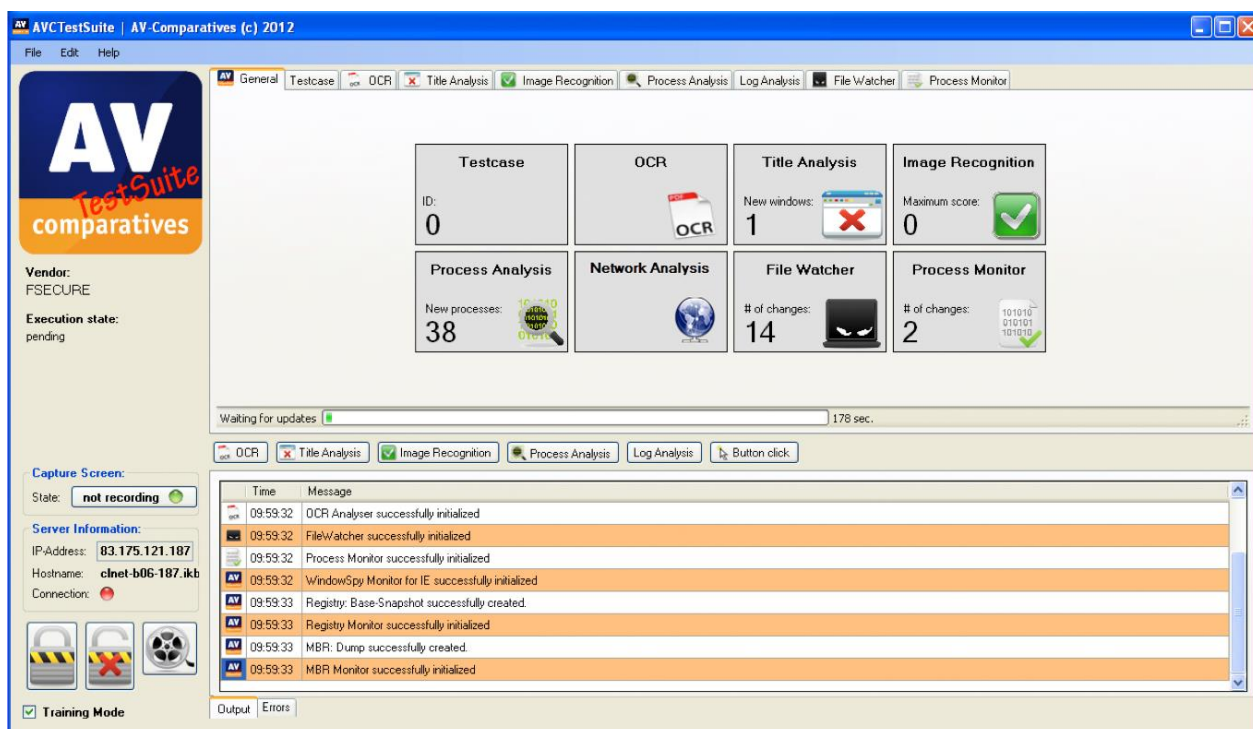 AVCTestSuite | AV-Comparatives (c) 2012
File Edit Help
AV
TestSuite
comparatives
Vendor:
FSECURE
Execution state:
pending
General Testcase OCR Title Analysis Image Recognition Process Analysis Log Analysis File Watcher Process Monitor
Testcase
ID:
0
OCR
PDF
OCR
Title Analysis
New windows:
1
Image Recognition
Maximum score:
0
Process Analysis
New processes:
38
Network Analysis
File Watcher
# of changes:
14
Process Monitor
# of changes:
2
101010
010101
101010
Waiting for updates 178 sec.
OCR Title Analysis Image Recognition Process Analysis Log Analysis Button click
Capture Screen:
State: not recording
Server Information:
IP-Address: 83.175.121.187
Hostname: clnet-b06-187.ikb
Connection:
Training Mode
Time Message
09:59:32 OCR Analyser successfully initialized
09:59:32 FileWatcher successfully initialized
09:59:32 Process Monitor successfully initialized
09:59:32 WindowSpy Monitor for IE successfully initialized
09:59:33 Registry: Base-Snapshot successfully created.
09:59:33 Registry Monitor successfully initialized
09:59:33 MBR: Dump successfully created.
09:59:33 MBR Monitor successfully initialized
Output Errors